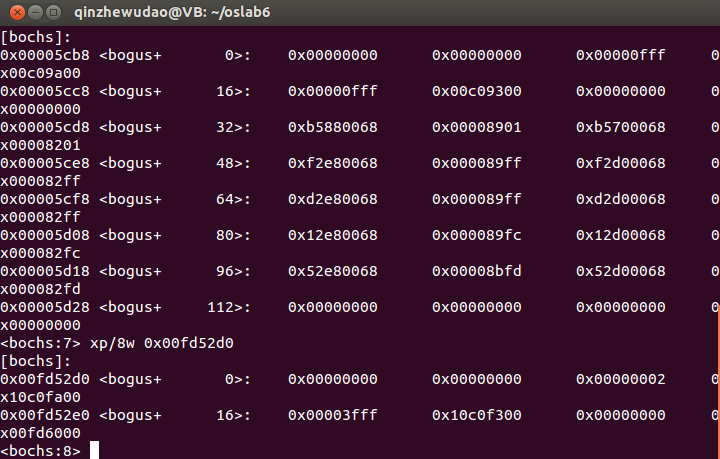 qinzhewudao@VB: ~/oslab6
[bochs]:
0x00005cb8 <bogus+       0>:    0x00000000      0x00000000      0x00000fff      0
x00c09a00
0x00005cc8 <bogus+      16>:    0x00000fff      0x00c09300      0x00000000      0
x00000000
0x00005cd8 <bogus+      32>:    0xb5880068      0x00008901      0xb5700068      0
x00008201
0x00005ce8 <bogus+      48>:    0xf2e80068      0x000089ff      0xf2d00068      0
x000082ff
0x00005cf8 <bogus+      64>:    0xd2e80068      0x000089ff      0xd2d00068      0
x000082ff
0x00005d08 <bogus+      80>:    0x12e80068      0x000089fc      0x12d00068      0
x000082fc
0x00005d18 <bogus+      96>:    0x52e80068      0x00008bfd      0x52d00068      0
x000082fd
0x00005d28 <bogus+     112>:    0x00000000      0x00000000      0x00000000      0
x00000000
<bochs:7> xp/8w 0x00fd52d0
[bochs]:
0x00fd52d0 <bogus+       0>:    0x00000000      0x00000000      0x00000002      0
x10c0fa00
0x00fd52e0 <bogus+      16>:    0x00003fff      0x10c0f300      0x00000000      0
x00fd6000
<bochs:8>